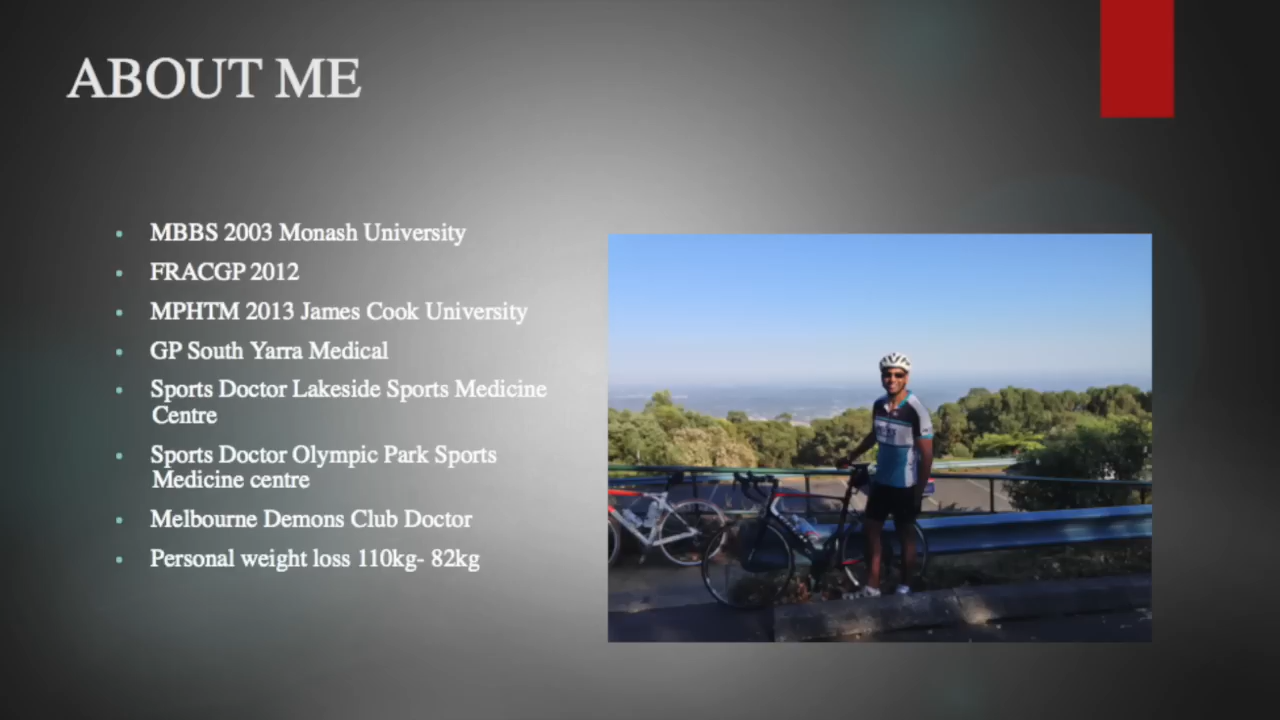 ABOUT ME
MBBS 2003 Monash University
FRACGP 2012
MPHTM 2013 James Cook University
GP South Yarra Medical
Sports Doctor Lakeside Sports Medicine
Centre
Sports Doctor Olympic Park Sports
Medicine centre
Melbourne Demons Club Doctor
Personal weight loss 110kg- 82kg